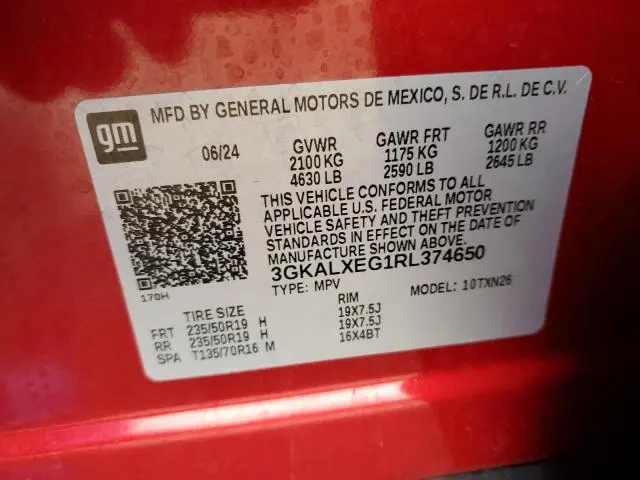 gm
MFD BY GENERAL MOTORS DE MEXICO, S. DE R.L. DE C.V.
06/24 GVWR GAWR FRT GAWR RR
2100 KG 1175 KG 1200 KG
4630 LB 2590 LB 2645 LB
THIS VEHICLE CONFORMS TO ALL
APPLICABLE U.S. FEDERAL MOTOR
VEHICLE SAFETY AND THEFT PREVENTION
STANDARDS IN EFFECT ON THE DATE OF
MANUFACTURE SHOWN ABOVE.
3GKALXEG1RL374650
170H
TYPE: MPV MODEL: 10TXN26
TIRE SIZE RIM
FRT 235/50R19 H 19X7.5J
RR 235/50R19 H 19X7.5J
SPA T135/70R16 M 16X4BT